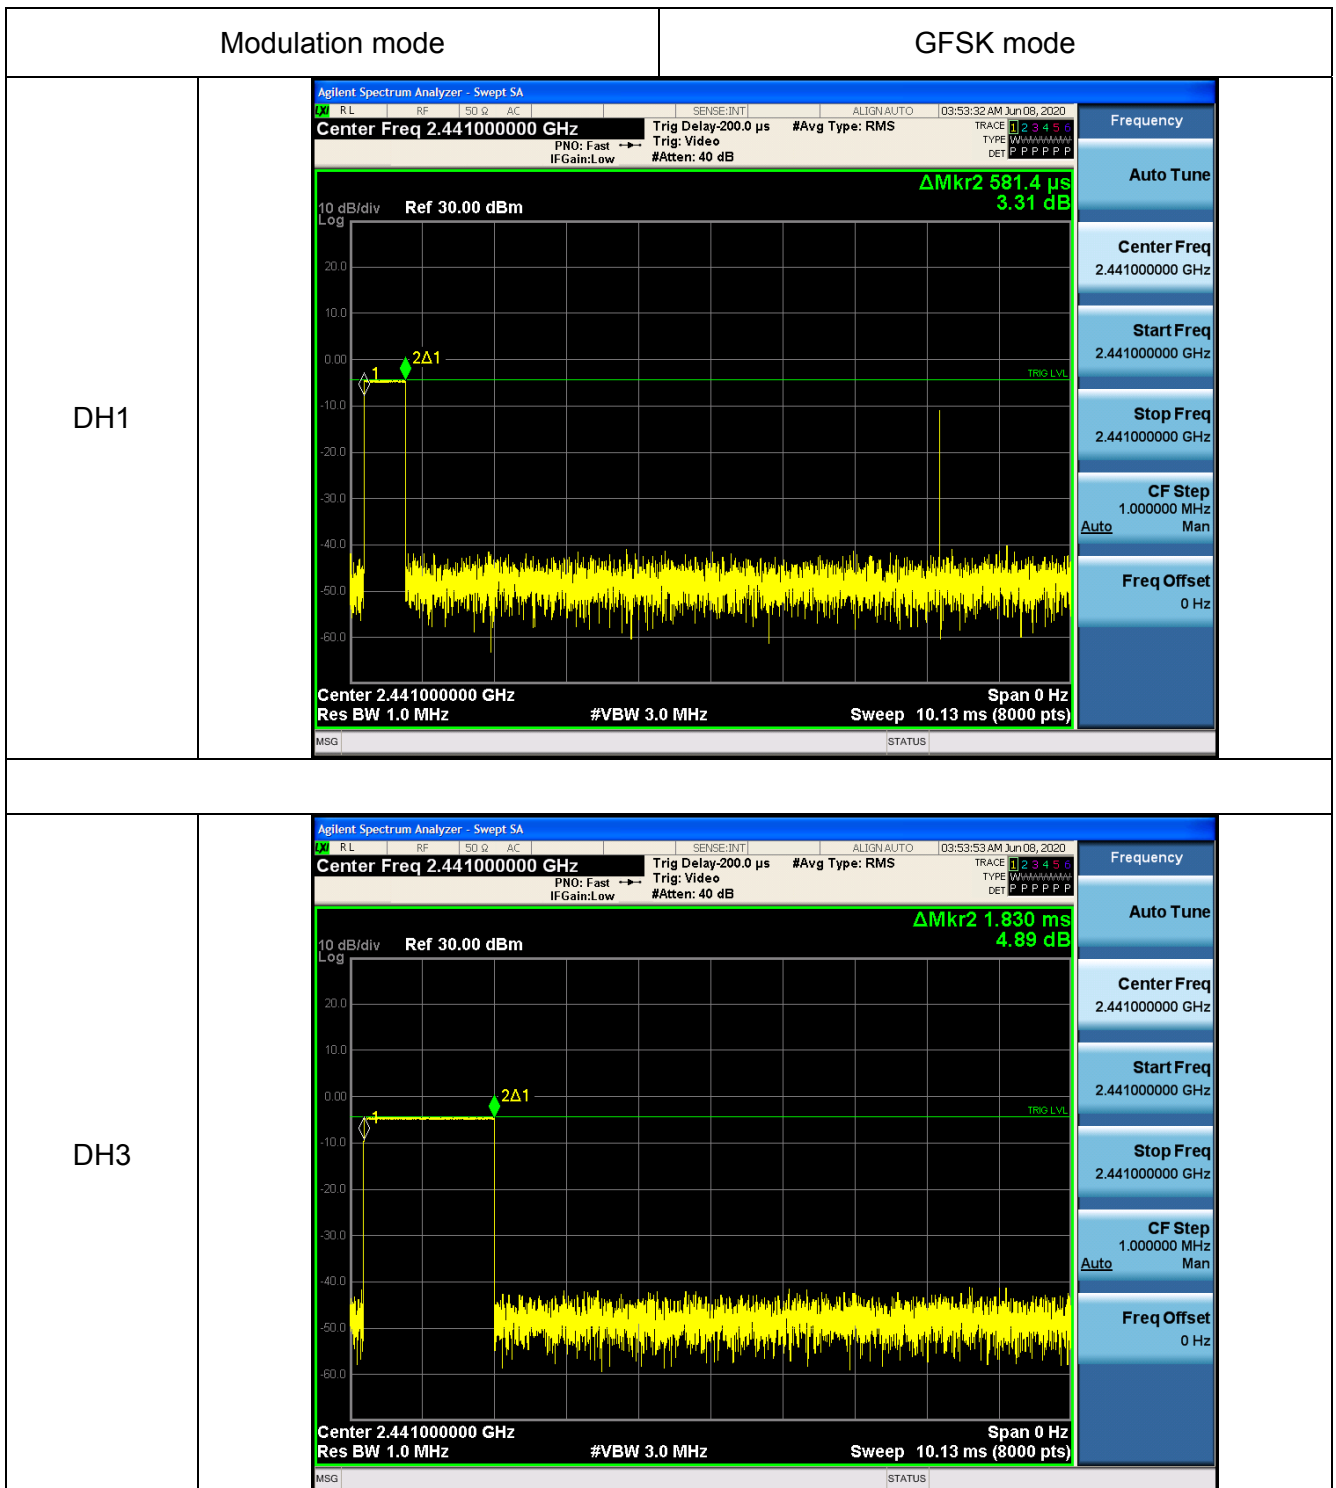 Modulation mode GFSK mode
DH1
Agilent Spectrum Analyzer - Swept SA
LXI RL RF 50 Ω AC SENSE:INT ALIGN AUTO 03:53:32 AM Jun 08, 2020
Center Freq 2.441000000 GHz
PNO: Fast
IFGain:Low
Trig Delay-200.0 µs
Trig: Video
#Atten: 40 dB
#Avg Type: RMS
TRACE 1 2 3 4 5 6
TYPE WWWWWW
DET P P P P P P
ΔMkr2 581.4 µs
3.31 dB
10 dB/div Ref 30.00 dBm
Log
20.0
10.0
0.00
-10.0
-20.0
-30.0
-40.0
-50.0
-60.0
1
2Δ1
TRIG LVL
Center 2.441000000 GHz Span 0 Hz
Res BW 1.0 MHz #VBW 3.0 MHz Sweep 10.13 ms (8000 pts)
MSG STATUS
Frequency
Auto Tune
Center Freq
2.441000000 GHz
Start Freq
2.441000000 GHz
Stop Freq
2.441000000 GHz
CF Step
1.000000 MHz
Auto Man
Freq Offset
0 Hz
DH3
Agilent Spectrum Analyzer - Swept SA
LXI RL RF 50 Ω AC SENSE:INT ALIGN AUTO 03:53:53 AM Jun 08, 2020
Center Freq 2.441000000 GHz
PNO: Fast
IFGain:Low
Trig Delay-200.0 µs
Trig: Video
#Atten: 40 dB
#Avg Type: RMS
TRACE 1 2 3 4 5 6
TYPE WWWWWW
DET P P P P P P
ΔMkr2 1.830 ms
4.89 dB
10 dB/div Ref 30.00 dBm
Log
20.0
10.0
0.00
-10.0
-20.0
-30.0
-40.0
-50.0
-60.0
1
2Δ1
TRIG LVL
Center 2.441000000 GHz Span 0 Hz
Res BW 1.0 MHz #VBW 3.0 MHz Sweep 10.13 ms (8000 pts)
MSG STATUS
Frequency
Auto Tune
Center Freq
2.441000000 GHz
Start Freq
2.441000000 GHz
Stop Freq
2.441000000 GHz
CF Step
1.000000 MHz
Auto Man
Freq Offset
0 Hz